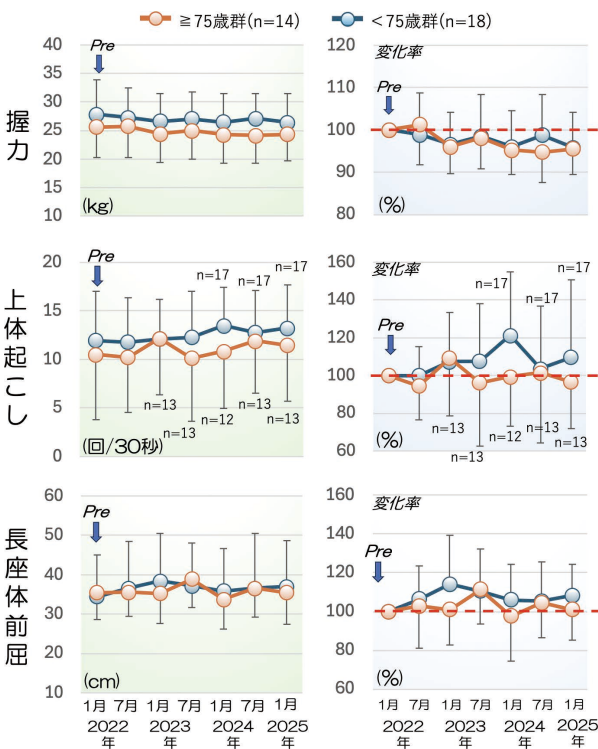 ≧75歳群(n=14)
<75歳群(n=18)
握力
40
35
30
25
20
15
10
Pre
(kg)
120
110
100
90
80
変化率
Pre
(%)
上体起こし
20
15
10
5
0
Pre
n=17
n=17
n=17
n=13
n=13
n=12
n=13
n=13
(回/30秒)
160
140
120
100
80
60
変化率
Pre
n=17
n=17
n=17
n=13
n=13
n=12
n=13
n=13
(%)
長座体前屈
60
50
40
30
20
10
Pre
(cm)
1月 7月 1月 7月 1月 7月 1月
2022年
2023年
2024年
2025年
160
140
120
100
80
60
変化率
Pre
(%)
1月 7月 1月 7月 1月 7月 1月
2022年
2023年
2024年
2025年